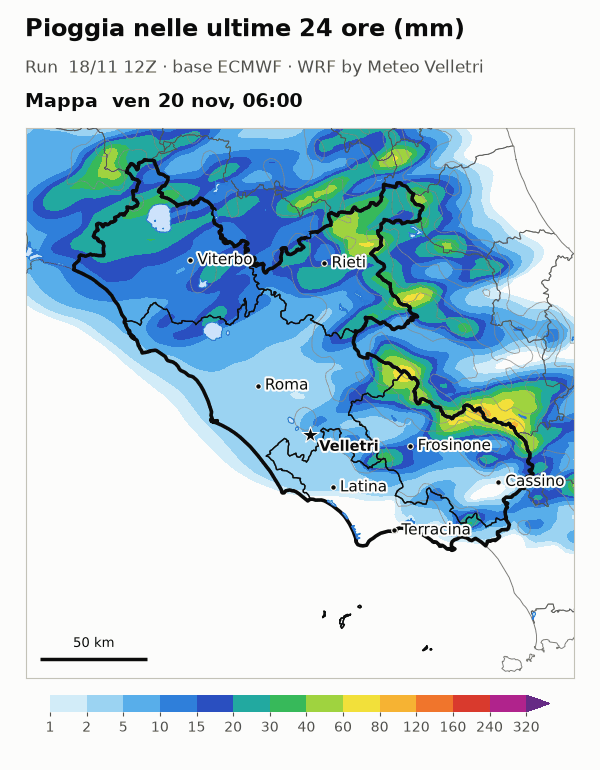 Pioggia nelle ultime 24 ore (mm)
Run 18/11 12Z · base ECMWF · WRF by Meteo Velletri
Mappa ven 20 nov, 06:00
Viterbo
Rieti
Roma
Velletri
Frosinone
Latina
Cassino
Terracina
50 km
1 2 5 10 15 20 30 40 60 80 120 160 240 320